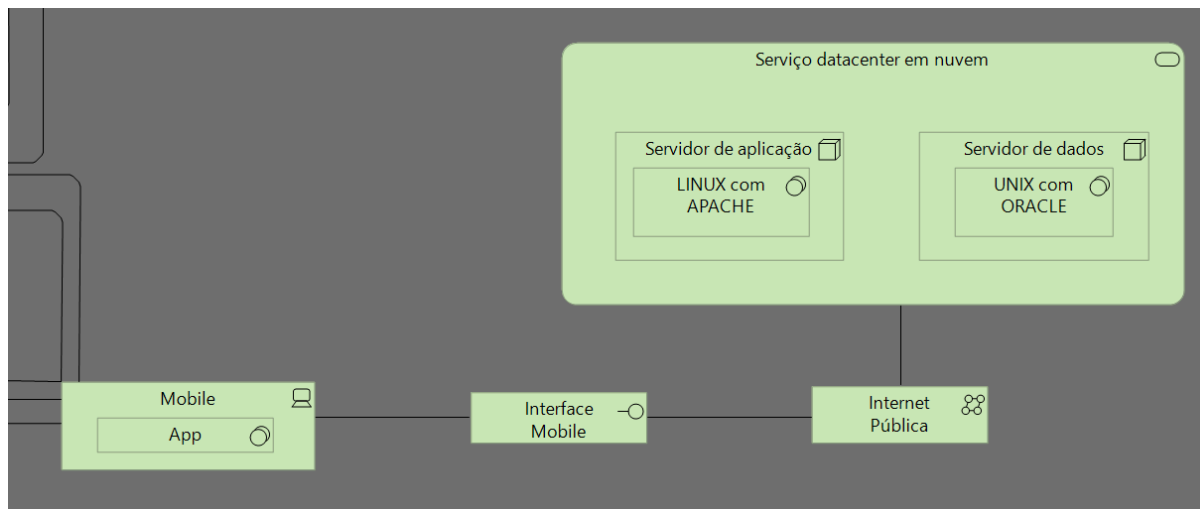 Serviço datacenter em nuvem
Servidor de aplicação
LINUX com
APACHE
Servidor de dados
UNIX com
ORACLE
Mobile
App
Interface
Mobile
Internet
Pública